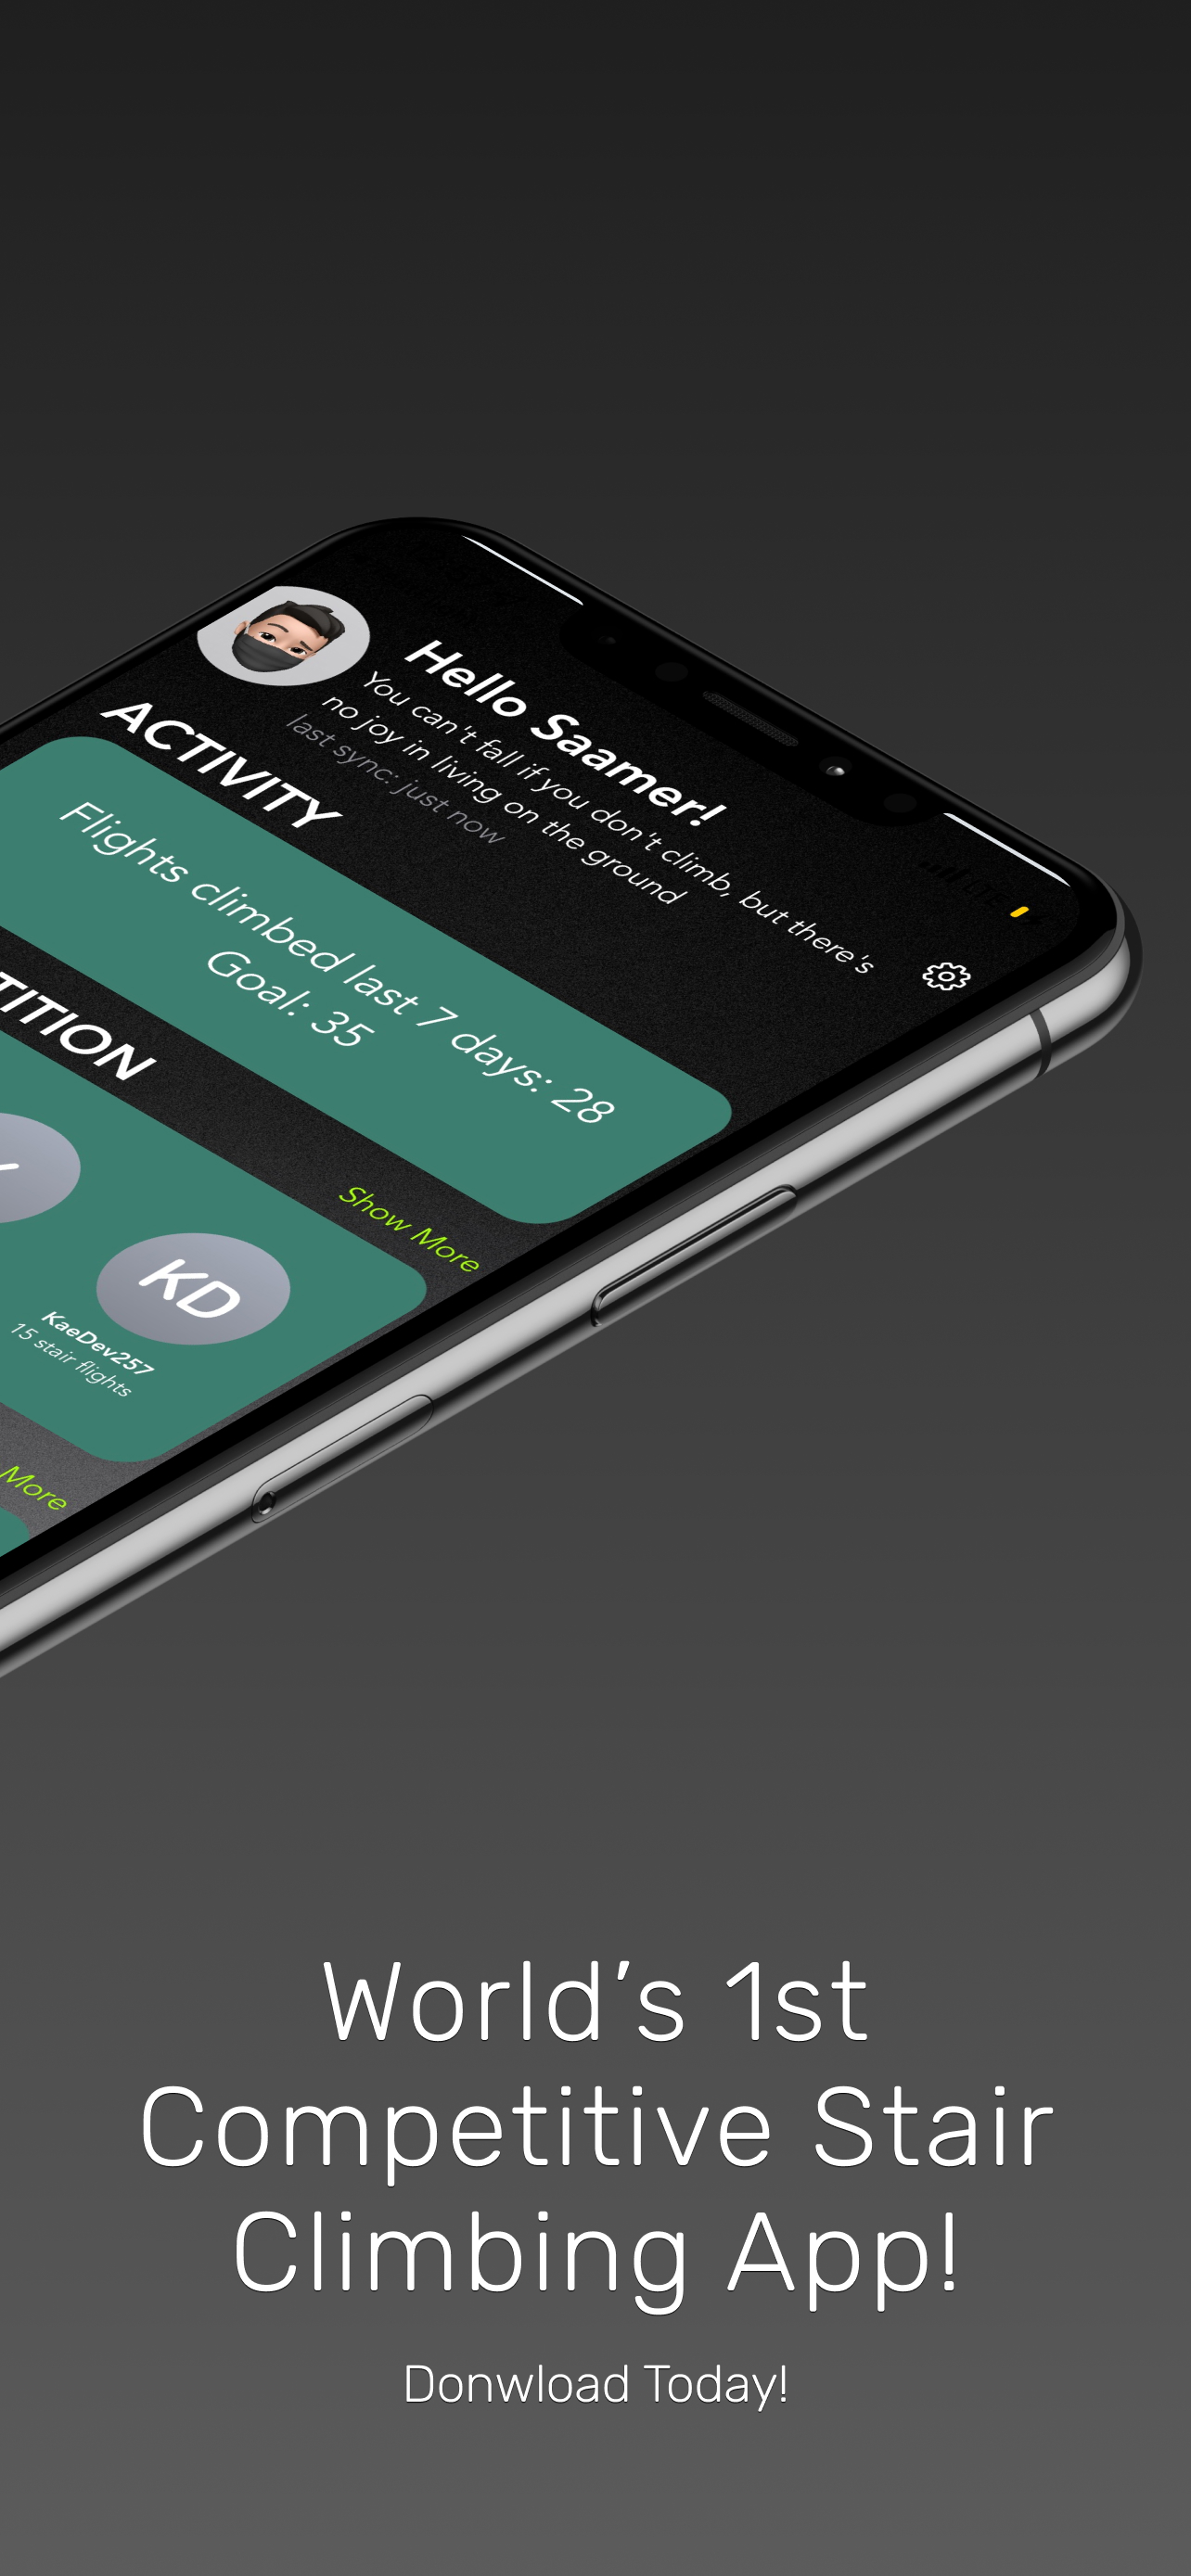 Hello Saamer!
You can't fall if you don't climb, but there's
no joy in living on the ground
last sync: just now
ACTIVITY
Flights climbed last 7 days: 28
Goal: 35
Show More
TITION
KD
KaeDev257
15 stair flights
More
World's 1st
Competitive Stair
Climbing App!
Donwload Today!